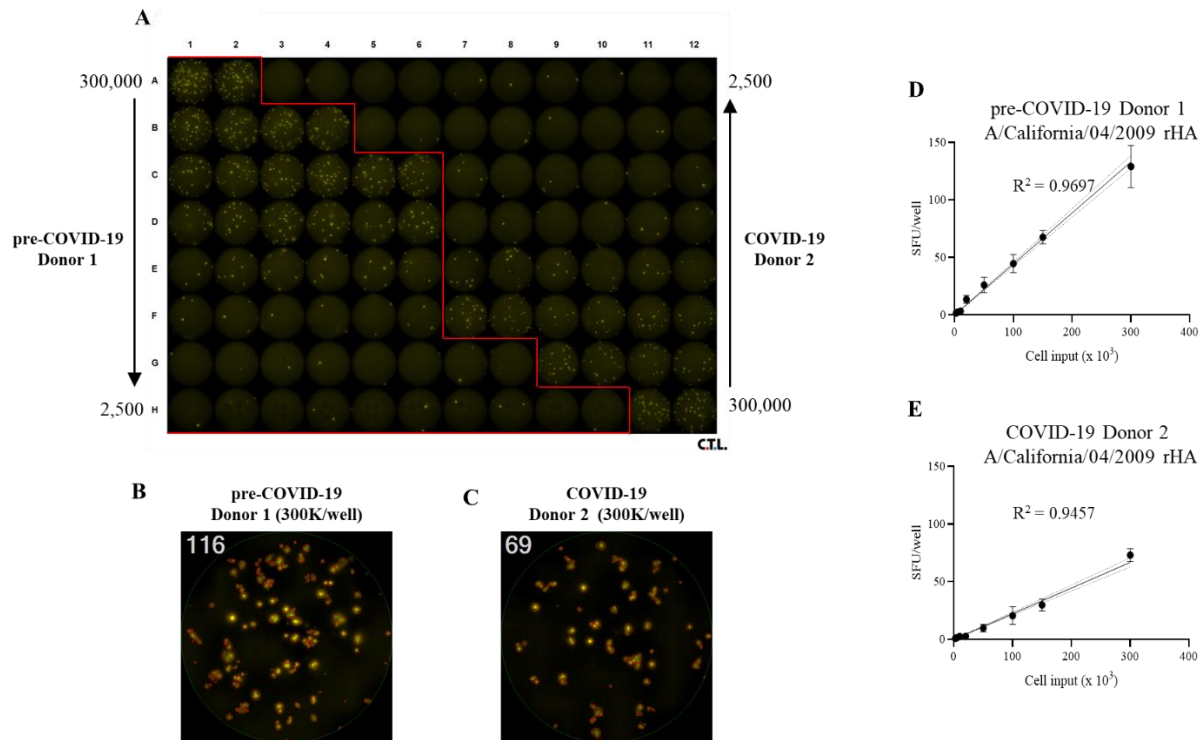 A
1 2 3 4 5 6 7 8 9 10 11 12
A
B
C
D
E
F
G
H
300,000
pre-COVID-19
Donor 1
2,500
2,500
COVID-19
Donor 2
300,000
C.T.L.
B
pre-COVID-19
Donor 1 (300K/well)
116
C
COVID-19
Donor 2 (300K/well)
69
D
pre-COVID-19 Donor 1
A/California/04/2009 rHA
R² = 0.9697
SFU/well
150
100
50
0
0 100 200 300 400
Cell input (x 10³)
E
COVID-19 Donor 2
A/California/04/2009 rHA
R² = 0.9457
SFU/well
150
100
50
0
0 100 200 300 400
Cell input (x 10³)